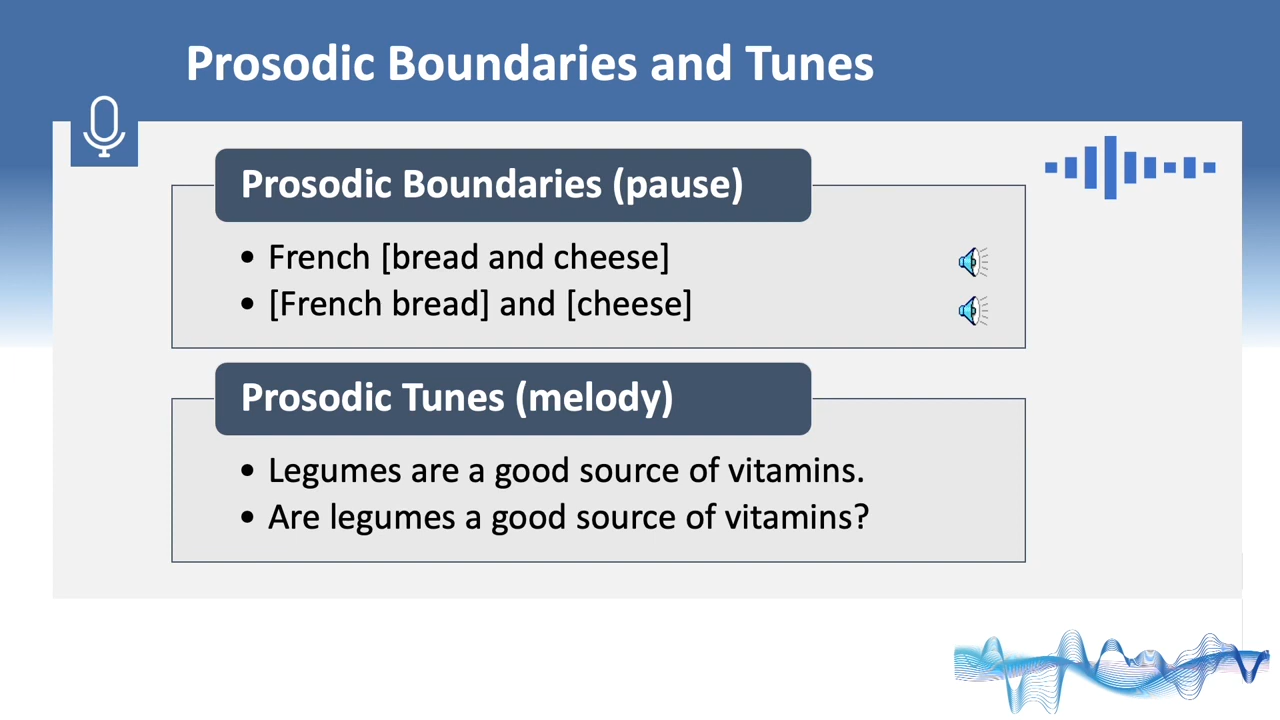 Prosodic Boundaries and Tunes
Prosodic Boundaries (pause)
• French [bread and cheese]
• [French bread] and [cheese]
Prosodic Tunes (melody)
• Legumes are a good source of vitamins.
• Are legumes a good source of vitamins?